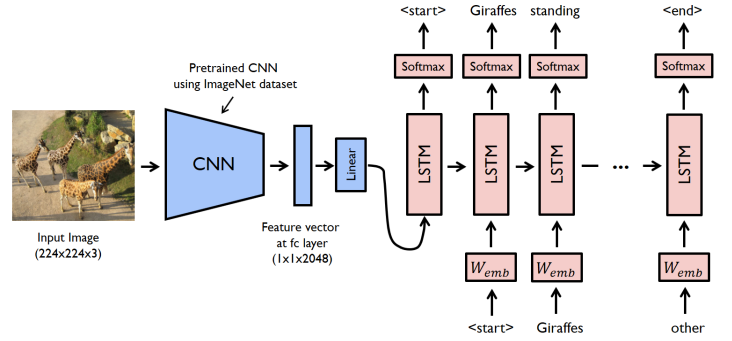 <start> Giraffes standing <end>
Softmax Softmax Softmax Softmax
Pretrained CNN
using ImageNet dataset
CNN
Linear
LSTM LSTM LSTM ... LSTM
Input Image
(224x224x3)
Feature vector
at fc layer
(1x1x2048)
W_emb W_emb W_emb
<start> Giraffes other